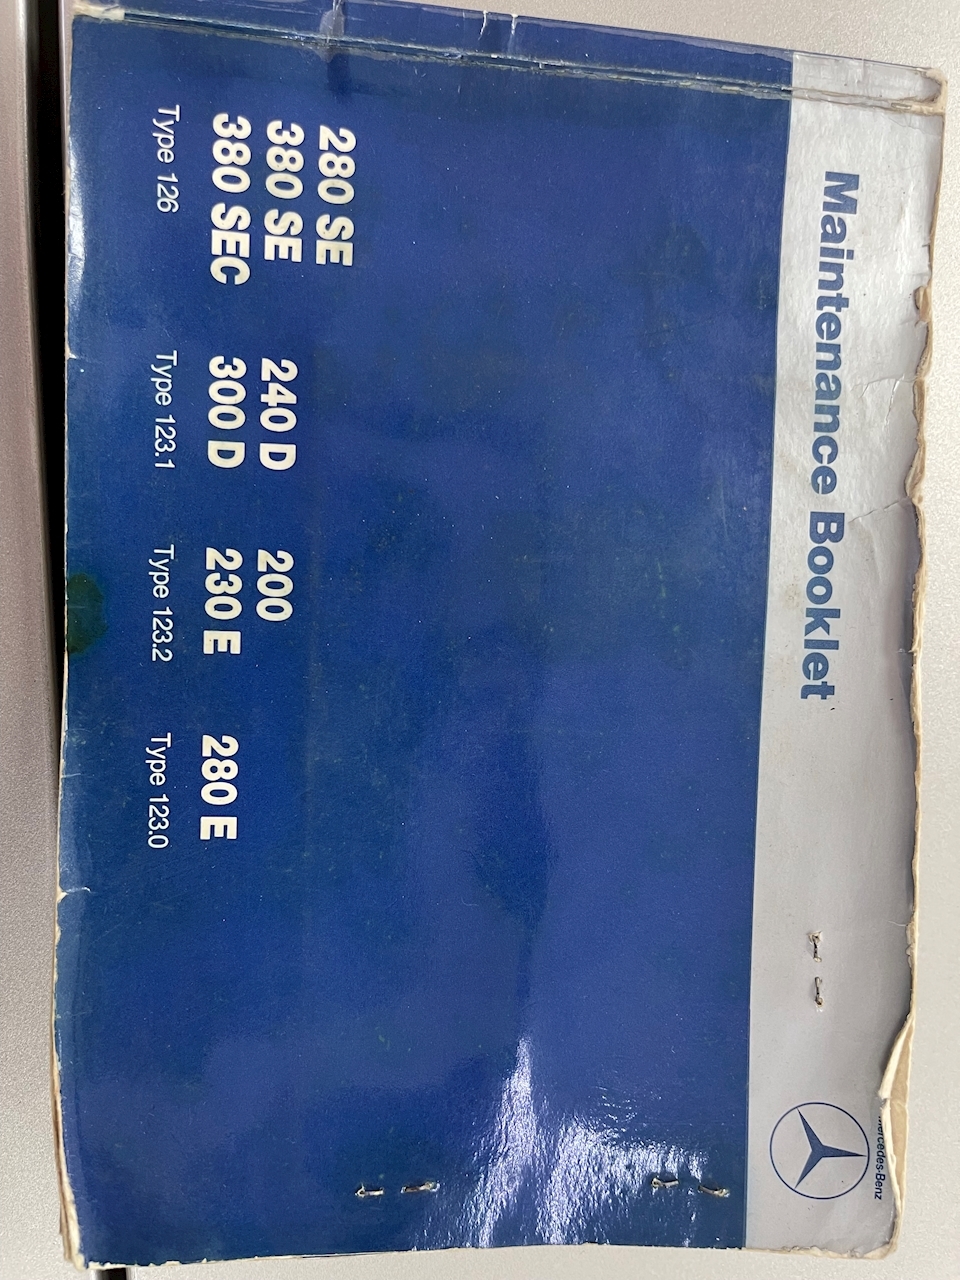 Maintenance Booklet
Mercedes-Benz
280 SE
380 SE
380 SEC
Type 126
240 D
300 D
Type 123.1
200
230 E
Type 123.2
280 E
Type 123.0